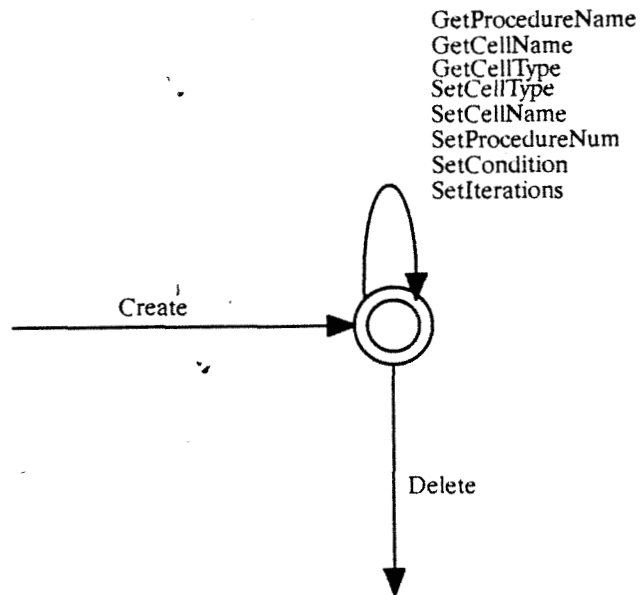 GetProcedureName
GetCellName
GetCellType
SetCellType
SetCellName
SetProcedureNum
SetCondition
SetIterations
Create
Delete